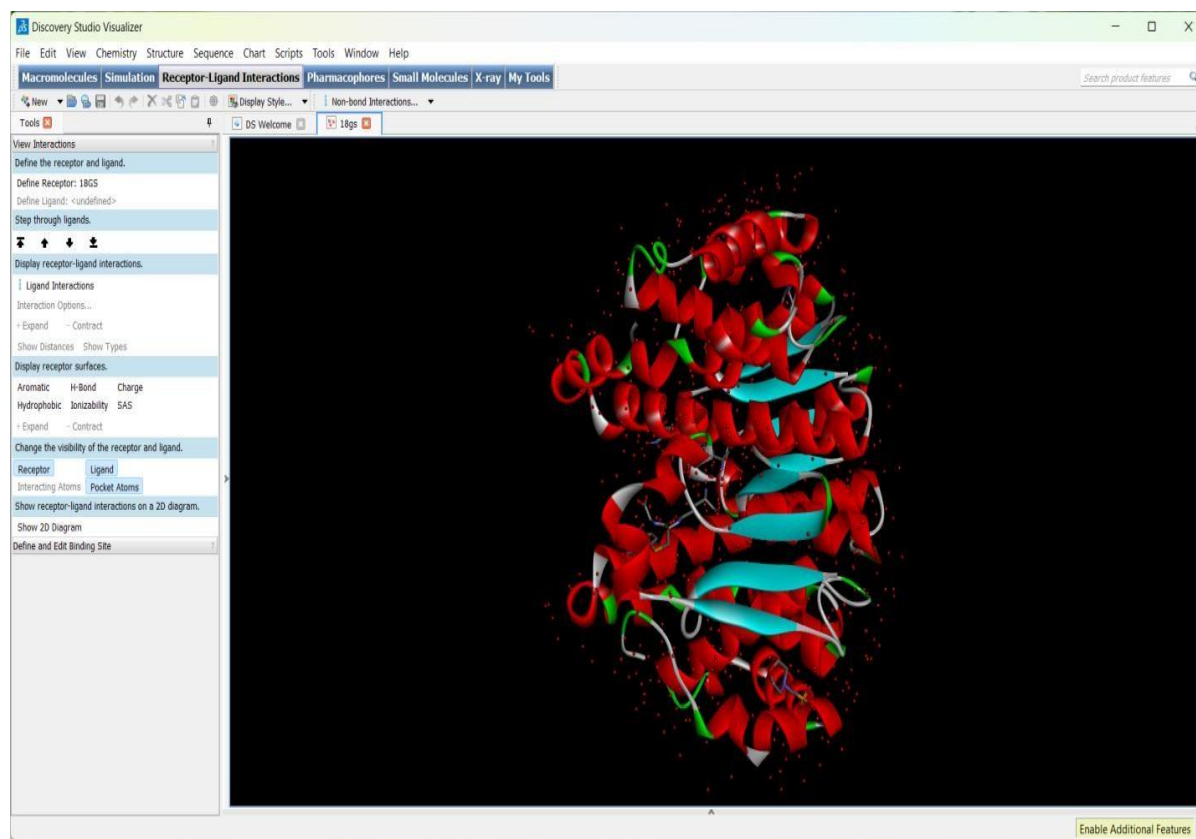 Discovery Studio Visualizer
File Edit View Chemistry Structure Sequence Chart Scripts Tools Window Help
Macromolecules Simulation Receptor-Ligand Interactions Pharmacophores Small Molecules X-ray My Tools
Search product features
New Display Style... Non-bond Interactions...
Tools DS Welcome 18gs
View Interactions
Define the receptor and ligand.
Define Receptor: 18GS
Define Ligand: <undefined>
Step through ligands.
Display receptor-ligand interactions.
Ligand Interactions
Interaction Options...
+ Expand - Contract
Show Distances Show Types
Display receptor surfaces.
Aromatic H-Bond Charge
Hydrophobic Ionizability SAS
+ Expand - Contract
Change the visibility of the receptor and ligand.
Receptor Ligand
Interacting Atoms Pocket Atoms
Show receptor-ligand interactions on a 2D diagram.
Show 2D Diagram
Define and Edit Binding Site
Enable Additional Features